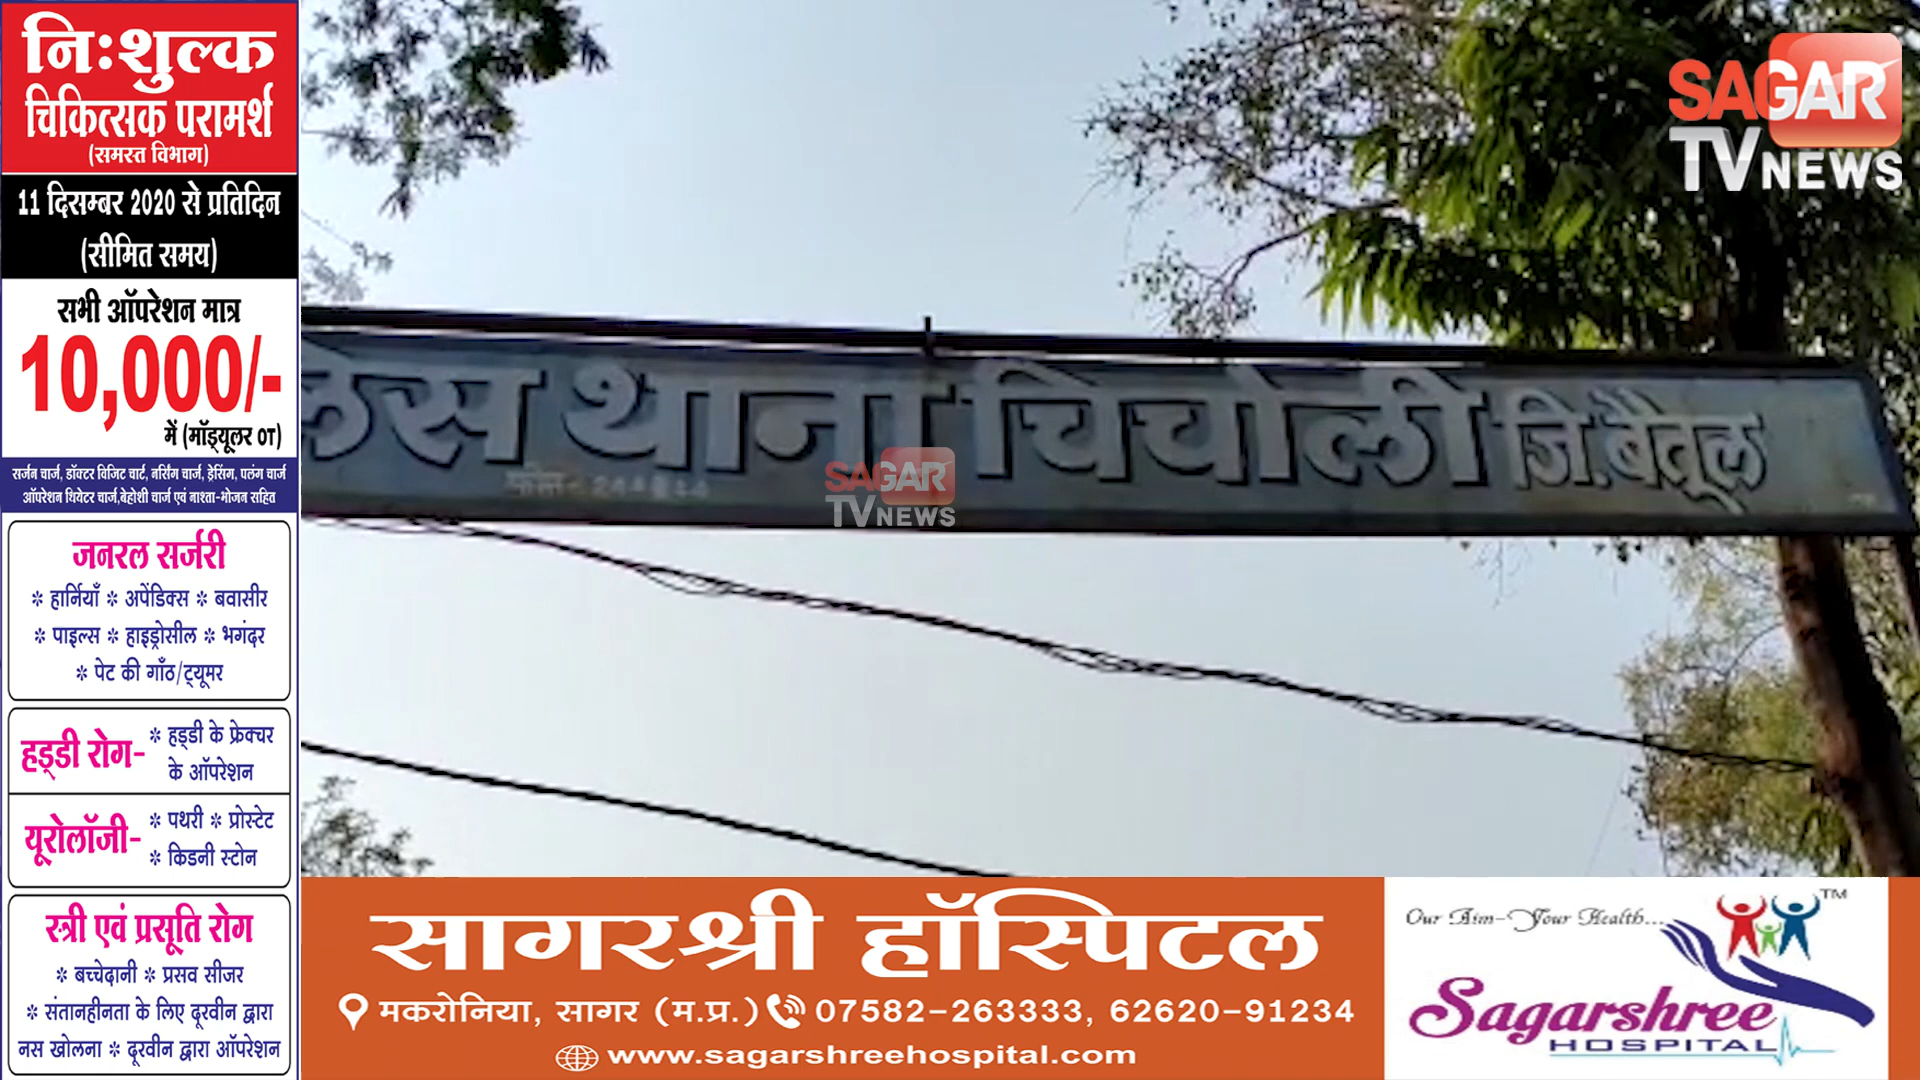 निःशुल्क
चिकित्सक परामर्श
(समस्त विभाग)
11 दिसम्बर 2020 से प्रतिदिन
(सीमित समय)
सभी ऑपरेशन मात्र
10,000/-
में (मॉड्यूलर OT)
सर्जन चार्ज, डॉक्टर विजिट चार्ट, नर्सिंग चार्ज, ड्रेसिंग, पलंग चार्ज
ऑपरेशन थियेटर चार्ज,बेहोशी चार्ज एवं नाश्ता-भोजन सहित
जनरल सर्जरी
* हार्नियाँ * अपेंडिक्स * बवासीर
* पाइल्स * हाइड्रोसील * भगंदर
* पेट की गाँठ/ट्यूमर
हड्डी रोग-
* हड्डी के फ्रेक्चर
के ऑपरेशन
यूरोलॉजी-
* पथरी * प्रोस्टेट
* किडनी स्टोन
स्त्री एवं प्रसूति रोग
* बच्चेदानी * प्रसव सीजर
* संतानहीनता के लिए दूरवीन द्वारा
नस खोलना * दूरवीन द्वारा ऑपरेशन
SAGAR
TV NEWS
लिस थाना चिचोली जि.बैतूल
SAGAR
TV NEWS
सागरश्री हॉस्पिटल
मकरोनिया, सागर (म.प्र.) 07582-263333, 62620-91234
www.sagarshreehospital.com
Our Aim-Your Health...
TM
Sagarshree
HOSPITAL